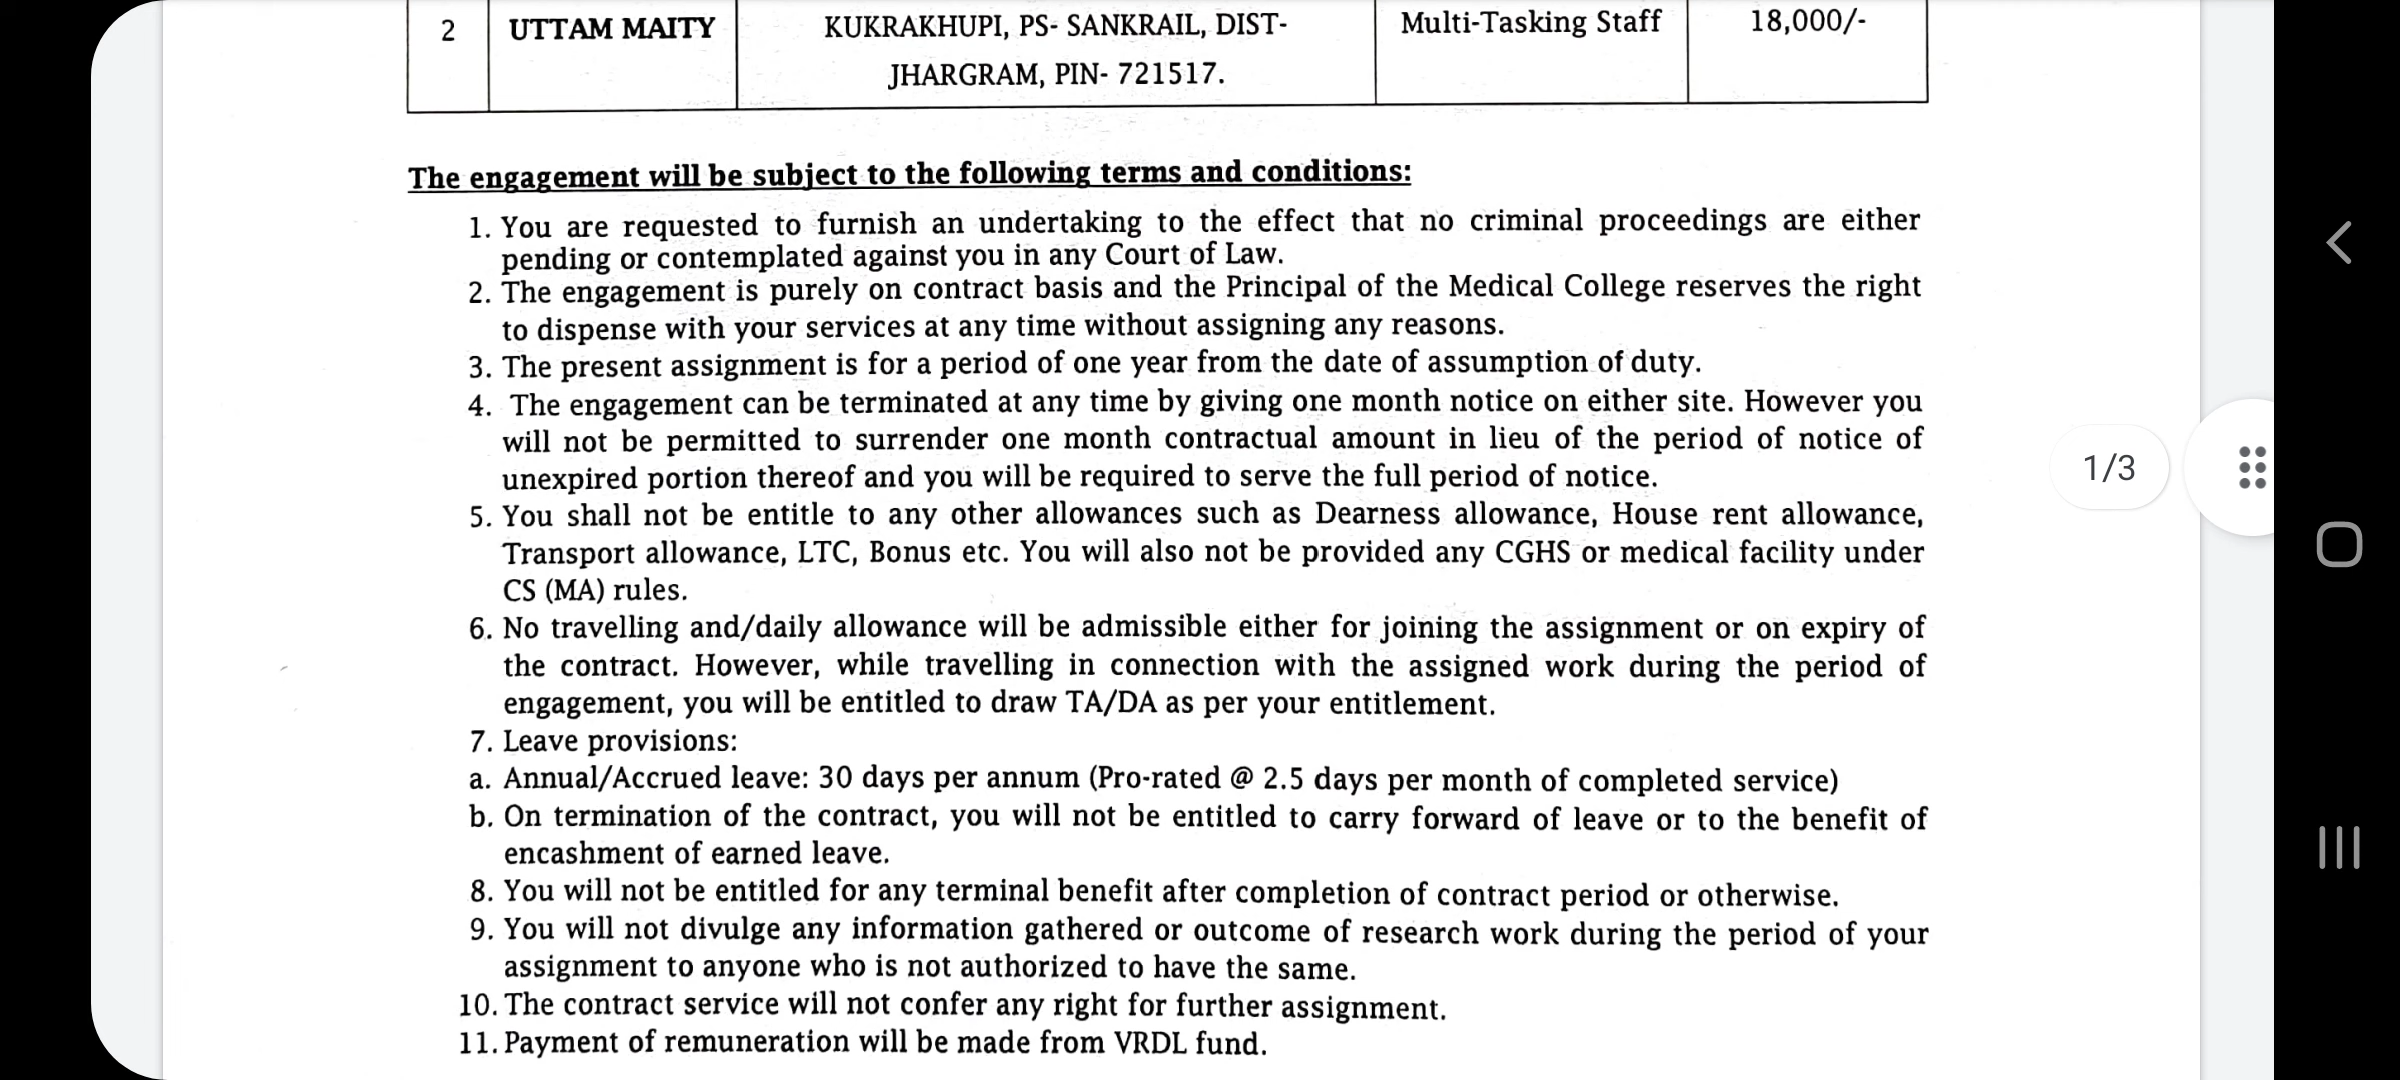 2 UTTAM MAITY KUKRAKHUPI, PS- SANKRAIL, DIST- Multi-Tasking Staff 18,000/-
JHARGRAM, PIN- 721517.
The engagement will be subject to the following terms and conditions:
1. You are requested to furnish an undertaking to the effect that no criminal proceedings are either
pending or contemplated against you in any Court of Law.
2. The engagement is purely on contract basis and the Principal of the Medical College reserves the right
to dispense with your services at any time without assigning any reasons.
3. The present assignment is for a period of one year from the date of assumption of duty.
4. The engagement can be terminated at any time by giving one month notice on either site. However you
will not be permitted to surrender one month contractual amount in lieu of the period of notice of
unexpired portion thereof and you will be required to serve the full period of notice.
5. You shall not be entitle to any other allowances such as Dearness allowance, House rent allowance,
Transport allowance, LTC, Bonus etc. You will also not be provided any CGHS or medical facility under
CS (MA) rules.
6. No travelling and/daily allowance will be admissible either for joining the assignment or on expiry of
the contract. However, while travelling in connection with the assigned work during the period of
engagement, you will be entitled to draw TA/DA as per your entitlement.
7. Leave provisions:
a. Annual/Accrued leave: 30 days per annum (Pro-rated @ 2.5 days per month of completed service)
b. On termination of the contract, you will not be entitled to carry forward of leave or to the benefit of
encashment of earned leave.
8. You will not be entitled for any terminal benefit after completion of contract period or otherwise.
9. You will not divulge any information gathered or outcome of research work during the period of your
assignment to anyone who is not authorized to have the same.
10. The contract service will not confer any right for further assignment.
11. Payment of remuneration will be made from VRDL fund.
1/3